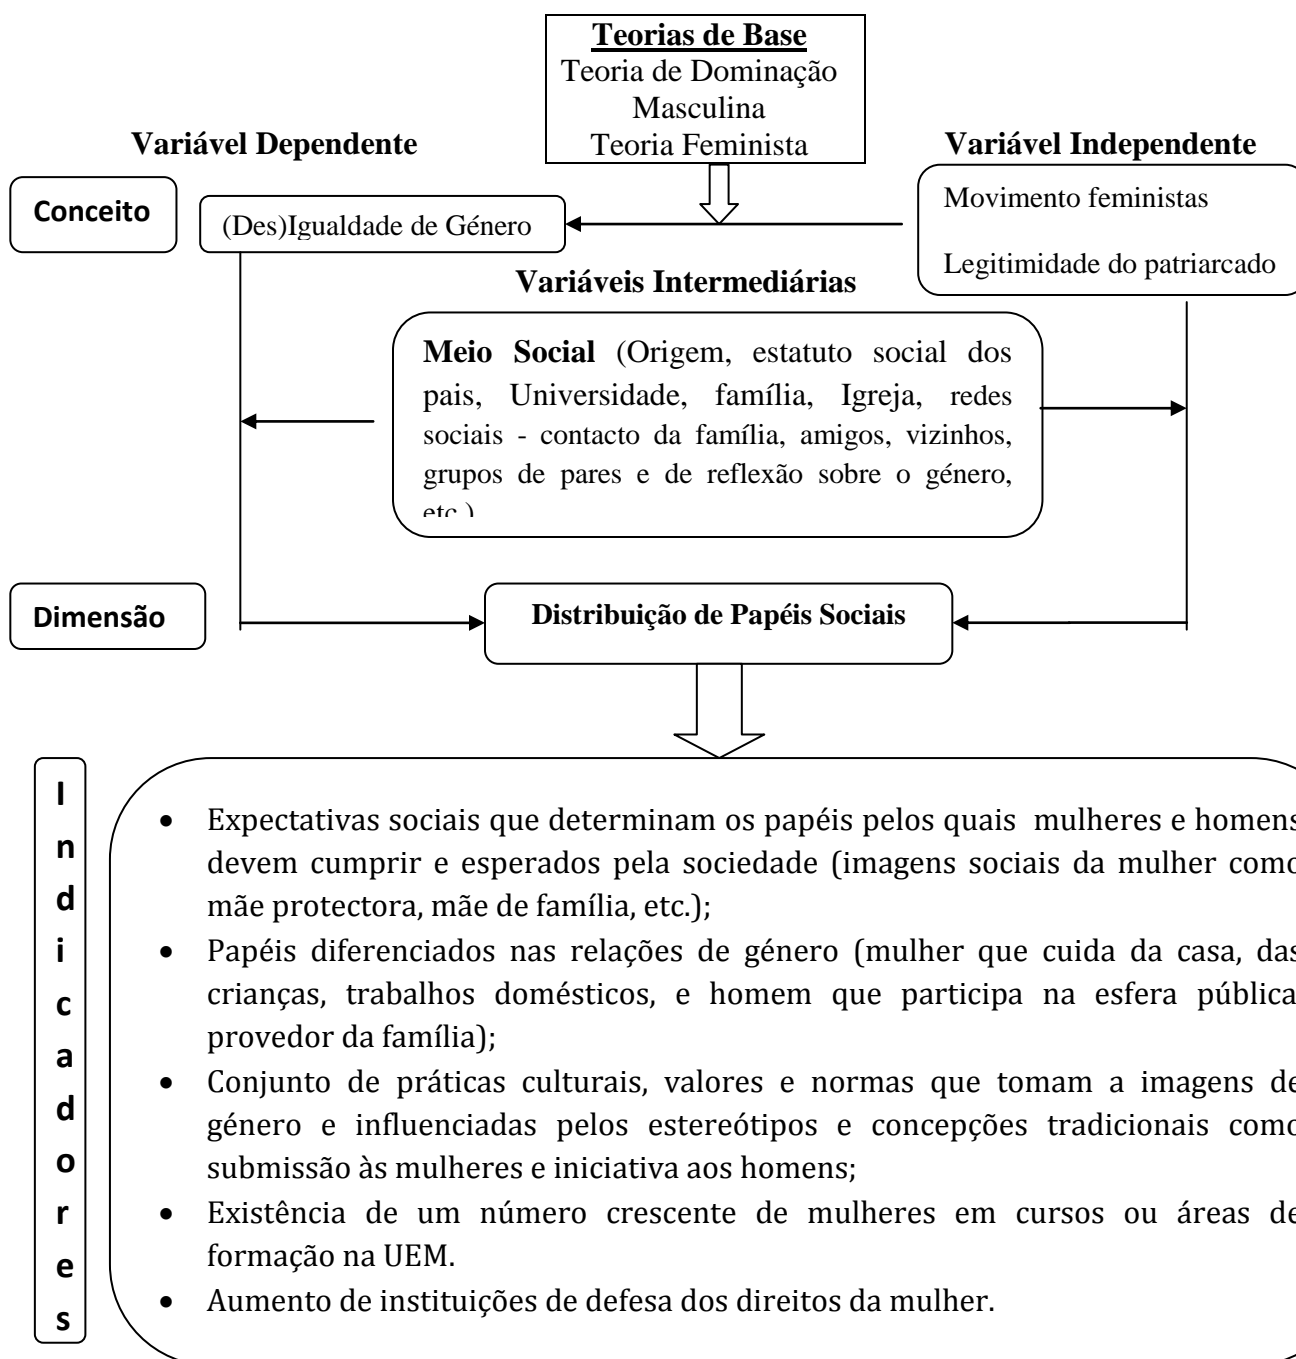 Teorias de Base
Teoria de Dominação
Masculina
Teoria Feminista
Variável Dependente
Variável Independente
Conceito
(Des)Igualdade de Género
Movimento feministas
Legitimidade do patriarcado
Variáveis Intermediárias
Meio Social (Origem, estatuto social dos
pais, Universidade, família, Igreja, redes
sociais - contacto da família, amigos, vizinhos,
grupos de pares e de reflexão sobre o género,
etc.)
Dimensão
Distribuição de Papéis Sociais
I
n
d
i
c
a
d
o
r
e
s
• Expectativas sociais que determinam os papéis pelos quais mulheres e homens
devem cumprir e esperados pela sociedade (imagens sociais da mulher como
mãe protectora, mãe de família, etc.);
• Papéis diferenciados nas relações de género (mulher que cuida da casa, das
crianças, trabalhos domésticos, e homem que participa na esfera pública
provedor da família);
• Conjunto de práticas culturais, valores e normas que tomam a imagens de
género e influenciadas pelos estereótipos e concepções tradicionais como
submissão às mulheres e iniciativa aos homens;
• Existência de um número crescente de mulheres em cursos ou áreas de
formação na UEM.
• Aumento de instituições de defesa dos direitos da mulher.